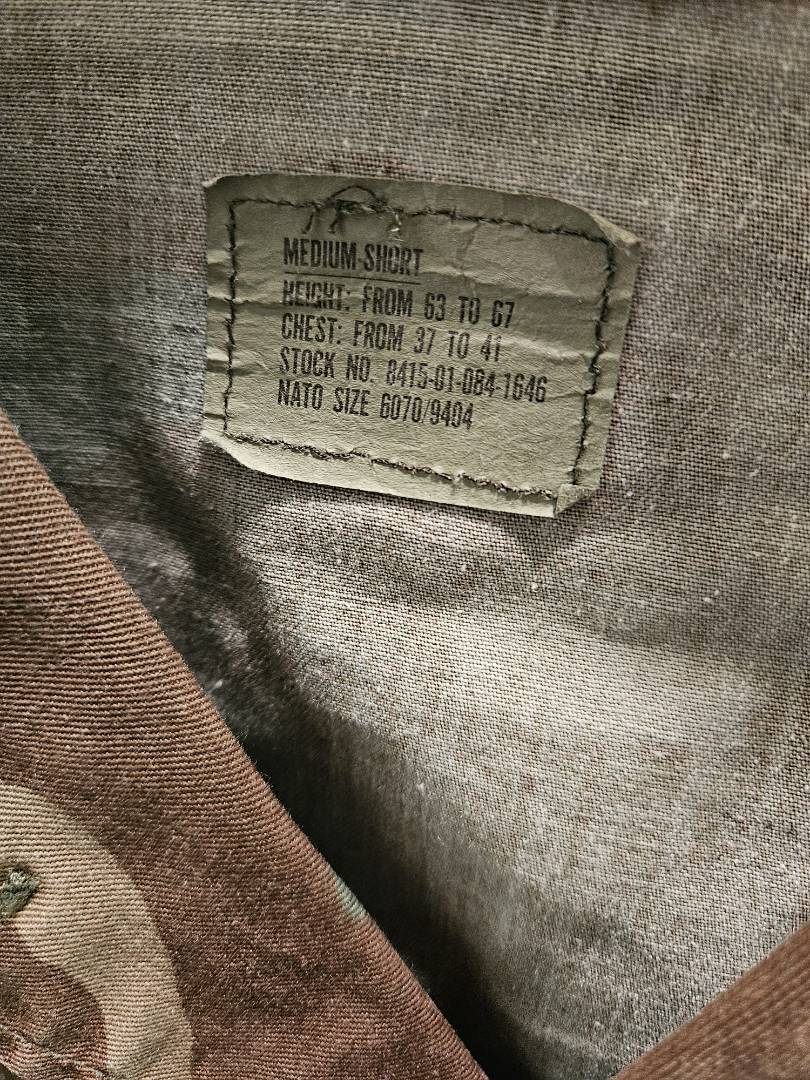 MEDIUM-SHORT
HEIGHT: FROM 63 TO 67
CHEST: FROM 37 TO 41
STOCK NO. 8415-01-084-1646
NATO SIZE 6070/9404